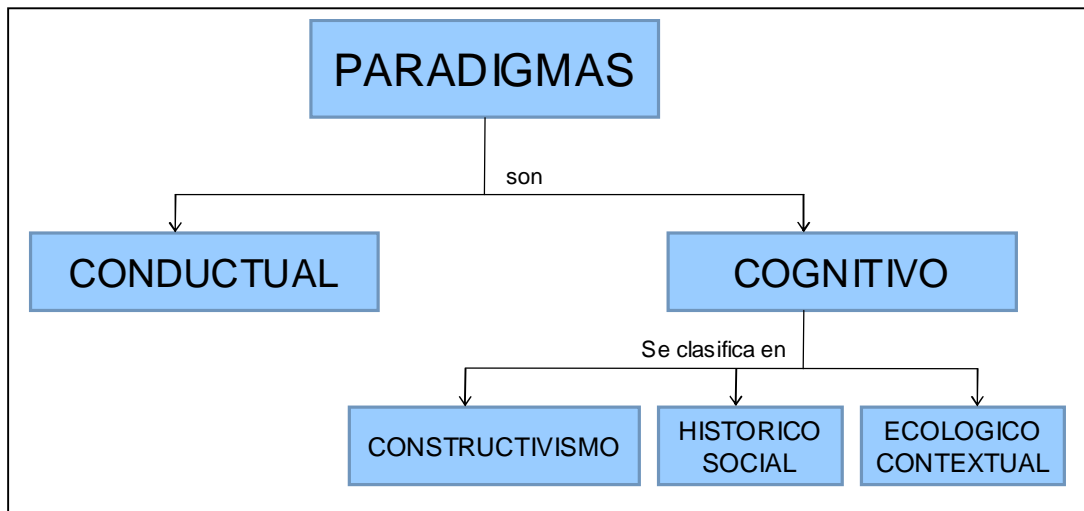 PARADIGMAS
son
CONDUCTUAL
COGNITIVO
Se clasifica en
CONSTRUCTIVISMO
HISTORICO
SOCIAL
ECOLOGICO
CONTEXTUAL